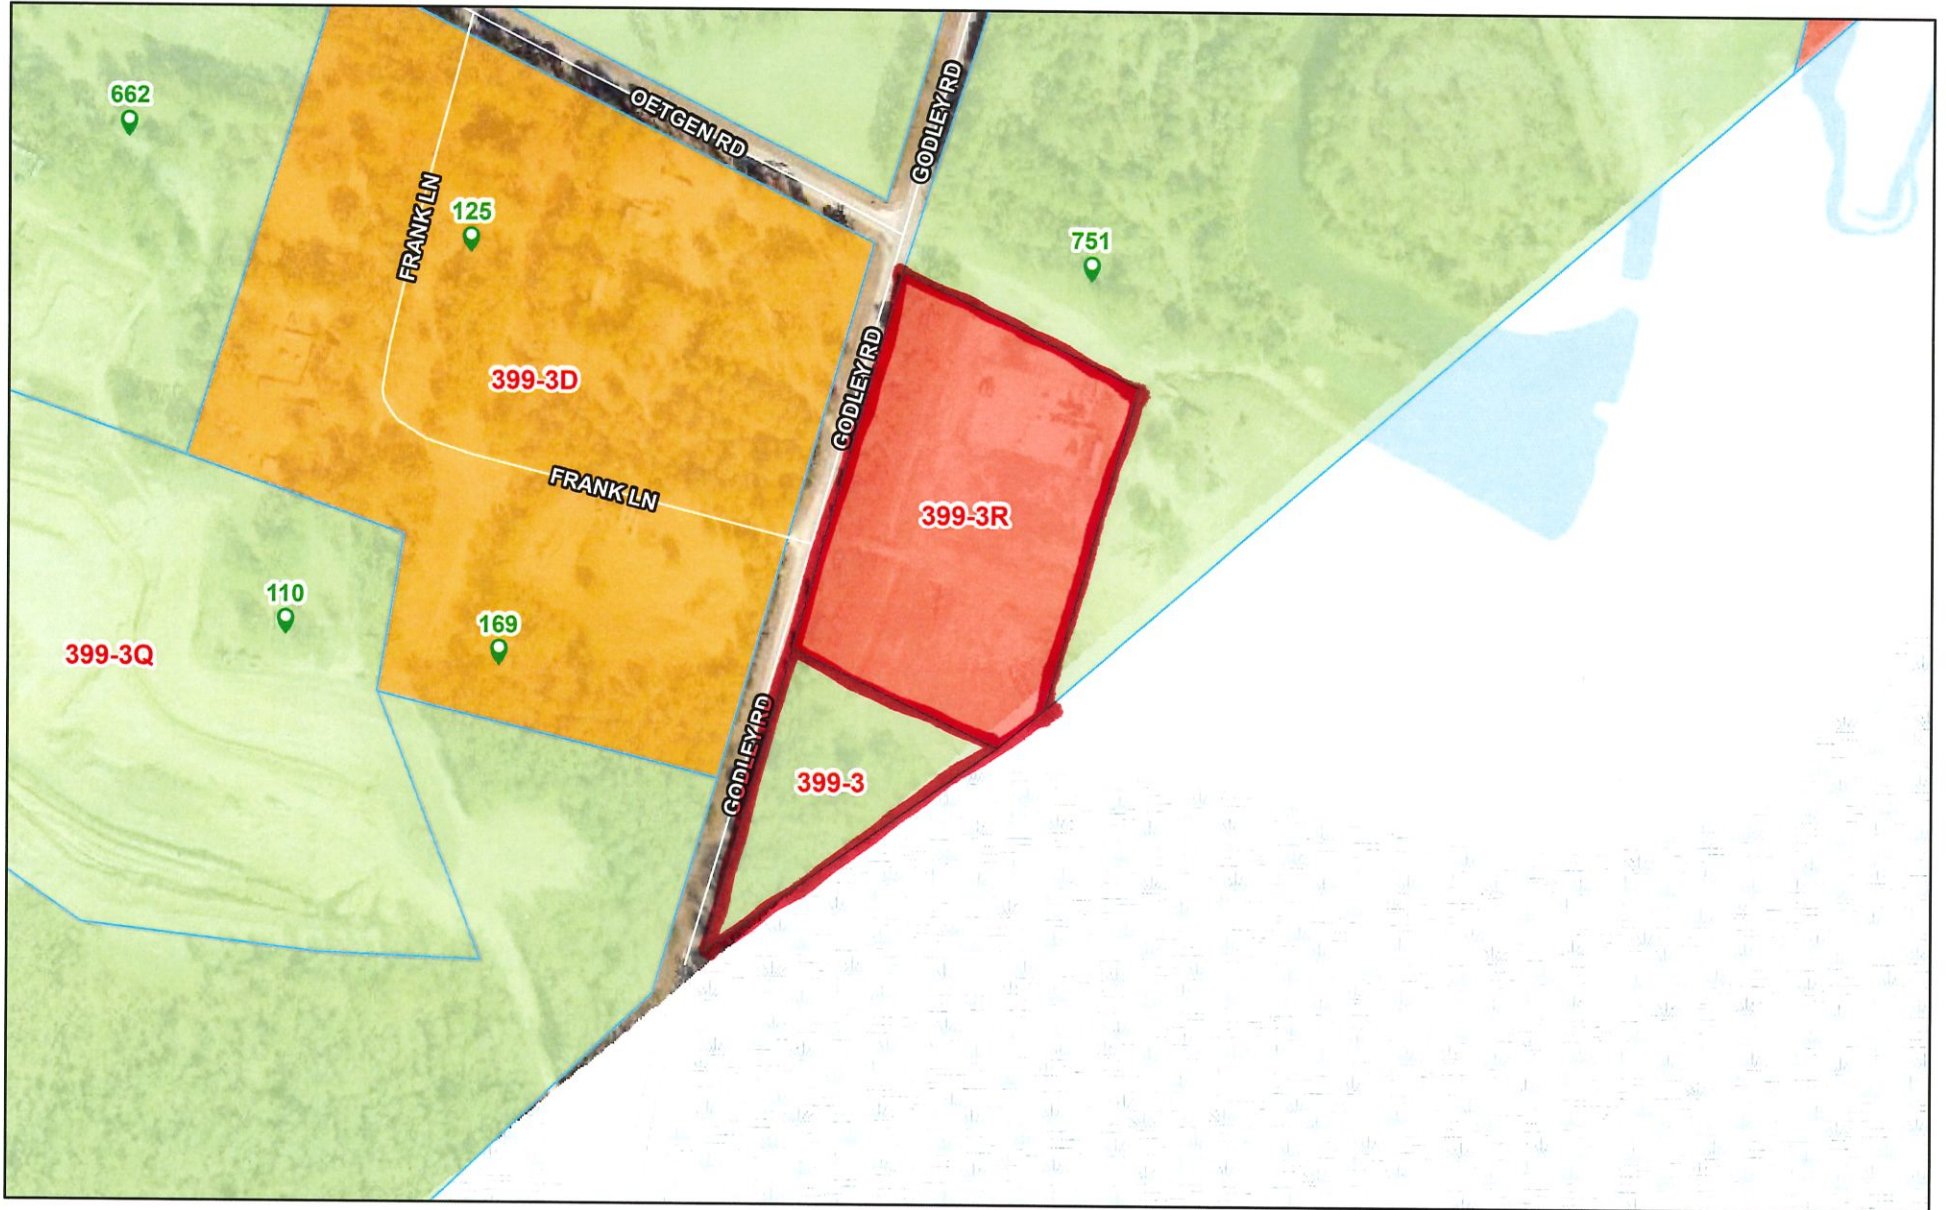 662
OETGEN RD
GODLEY RD
FRANK LN
125
751
399-3D
GODLEY RD
FRANK LN
399-3R
110
169
399-3Q
GODLEY RD
399-3